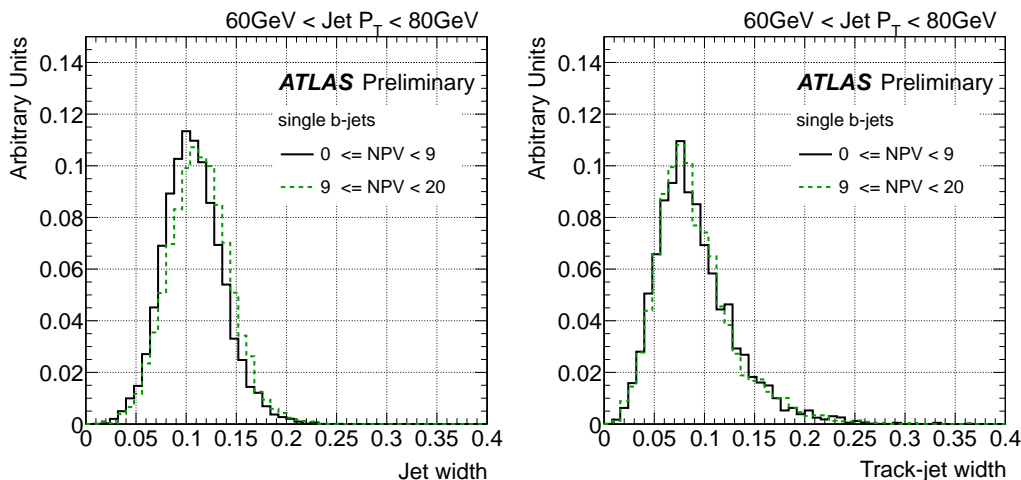 60GeV < Jet P_T < 80GeV
Arbitrary Units
0.14
0.12
0.1
0.08
0.06
0.04
0.02
0
ATLAS Preliminary
single b-jets
0 <= NPV < 9
9 <= NPV < 20
0 0.05 0.1 0.15 0.2 0.25 0.3 0.35 0.4
Jet width
60GeV < Jet P_T < 80GeV
Arbitrary Units
0.14
0.12
0.1
0.08
0.06
0.04
0.02
0
ATLAS Preliminary
single b-jets
0 <= NPV < 9
9 <= NPV < 20
0 0.05 0.1 0.15 0.2 0.25 0.3 0.35 0.4
Track-jet width